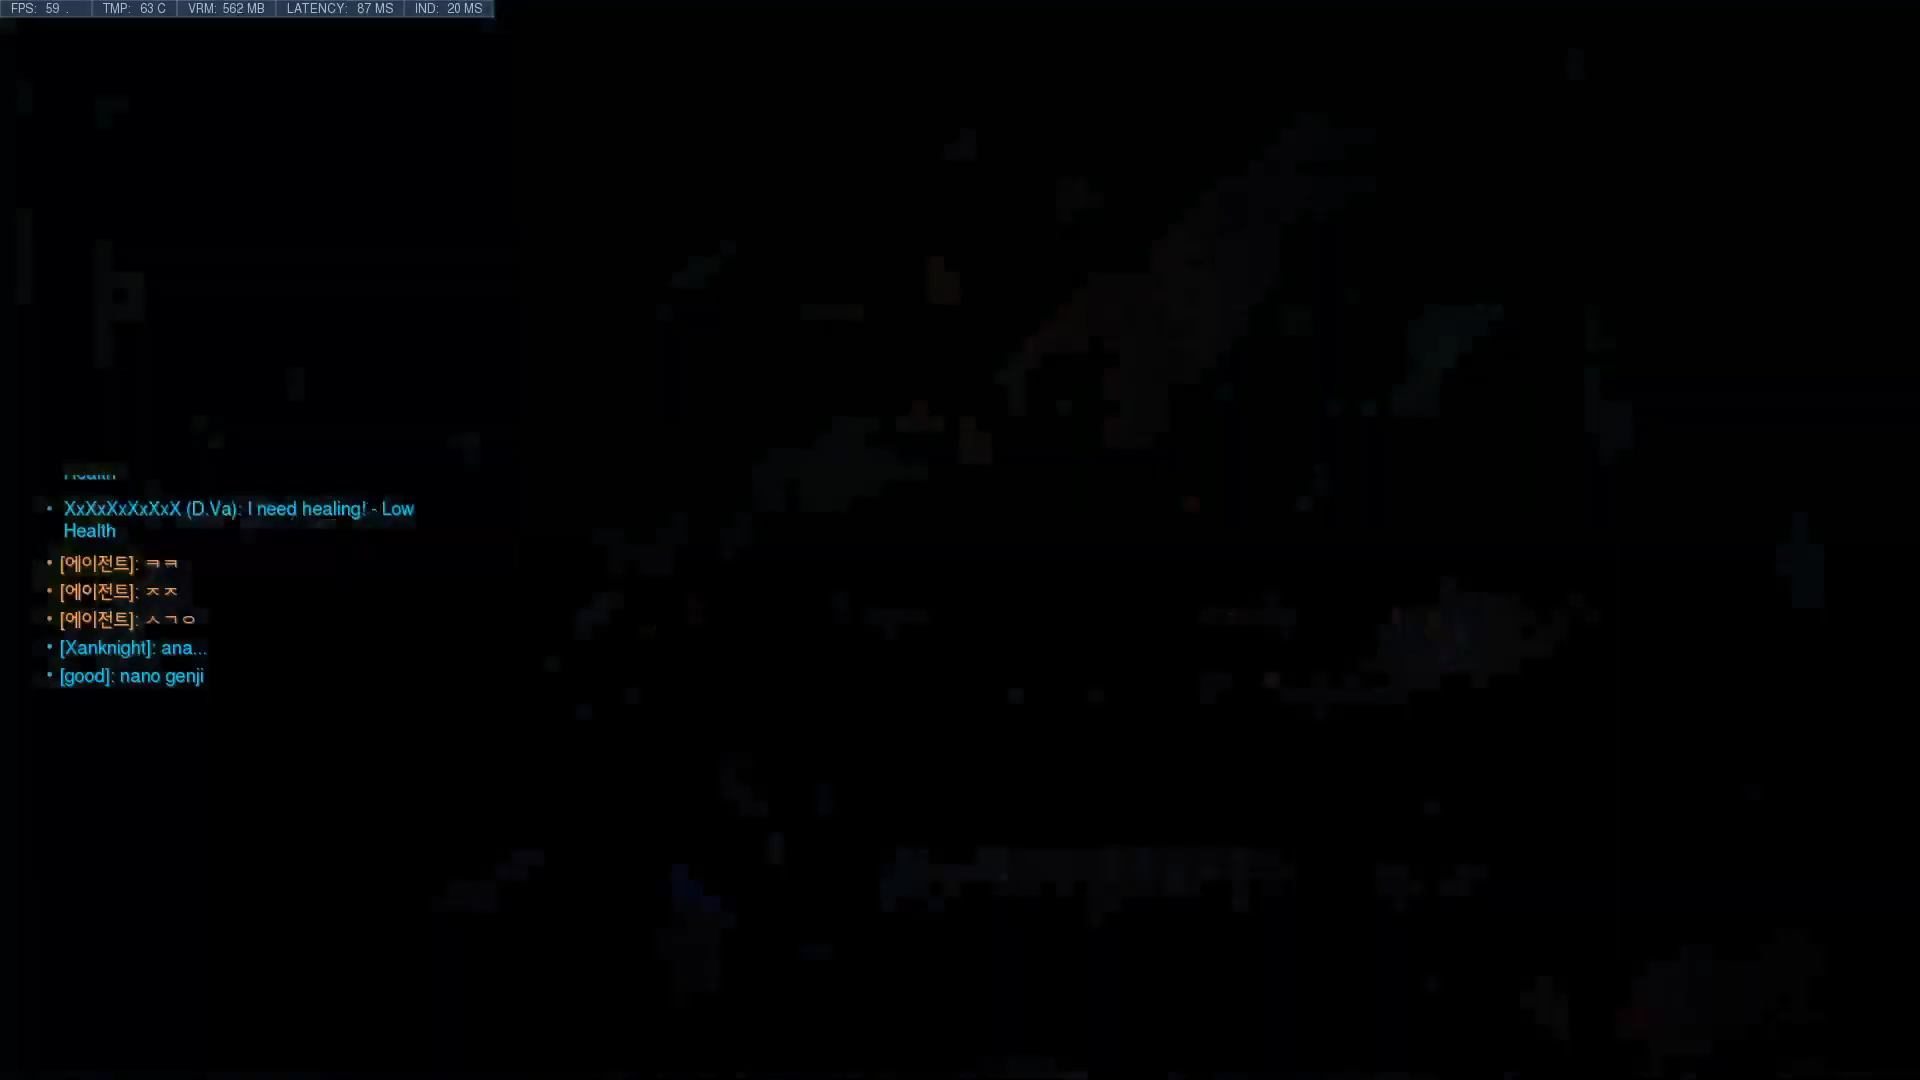 FPS: 59 . TMP: 63 C VRM: 562 MB LATENCY: 87 MS IND: 20 MS
Health
• XxXxXxXxXxX (D.Va): I need healing! - Low
Health
• [에이전트]: ㅋㅋ
• [에이전트]: ㅈㅈ
• [에이전트]: ㅅㄱㅇ
• [Xanknight]: ana...
• [good]: nano genji